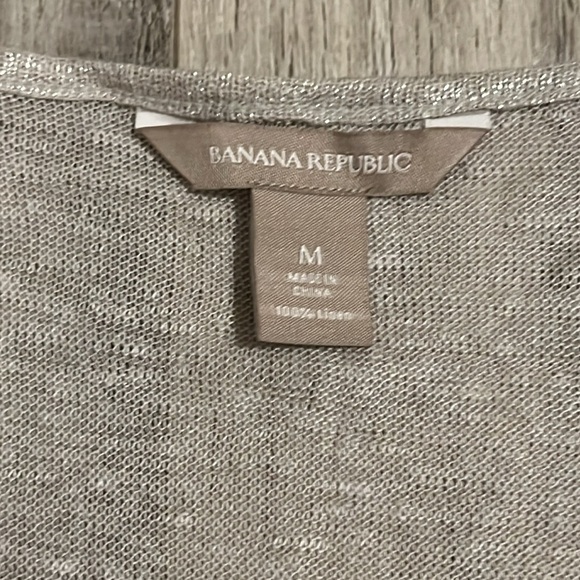 BANANA REPUBLIC
M
MADE IN
CHINA
100% Linen